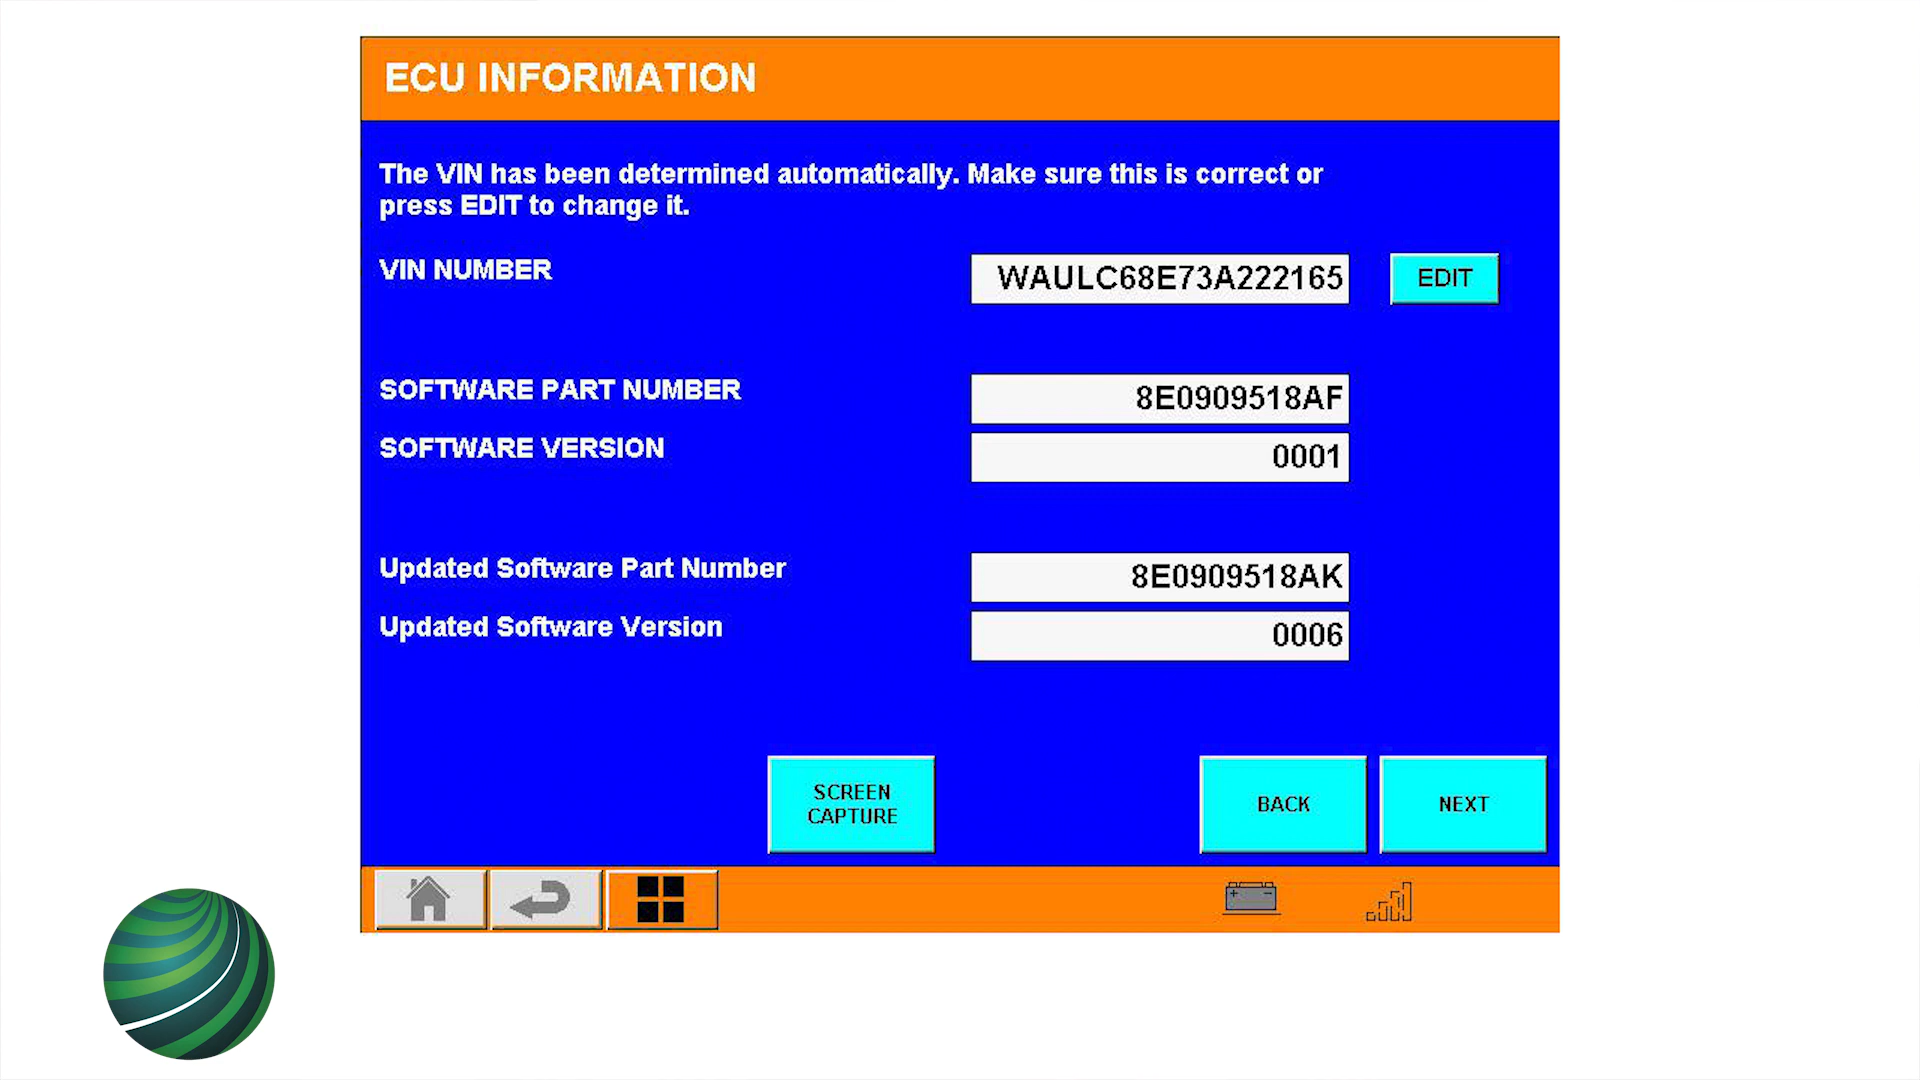 ECU INFORMATION
The VIN has been determined automatically. Make sure this is correct or
press EDIT to change it.
VIN NUMBER
WAULC68E73A222165
EDIT
SOFTWARE PART NUMBER
8E0909518AF
SOFTWARE VERSION
0001
Updated Software Part Number
8E0909518AK
Updated Software Version
0006
SCREEN
CAPTURE
BACK
NEXT